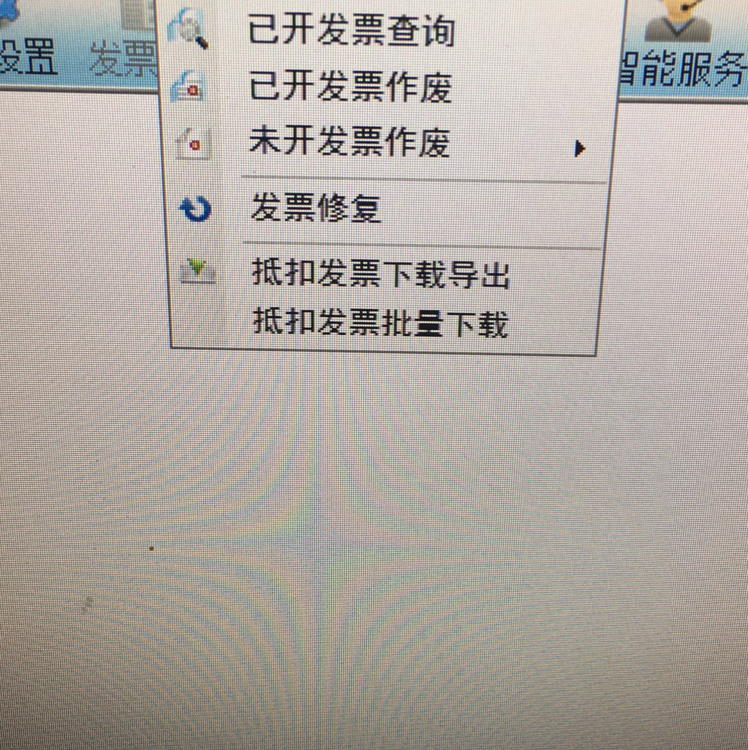 已开发票查询
设置
发票
智能服务
已开发票作废
未开发票作废
发票修复
抵扣发票下载导出
抵扣发票批量下载